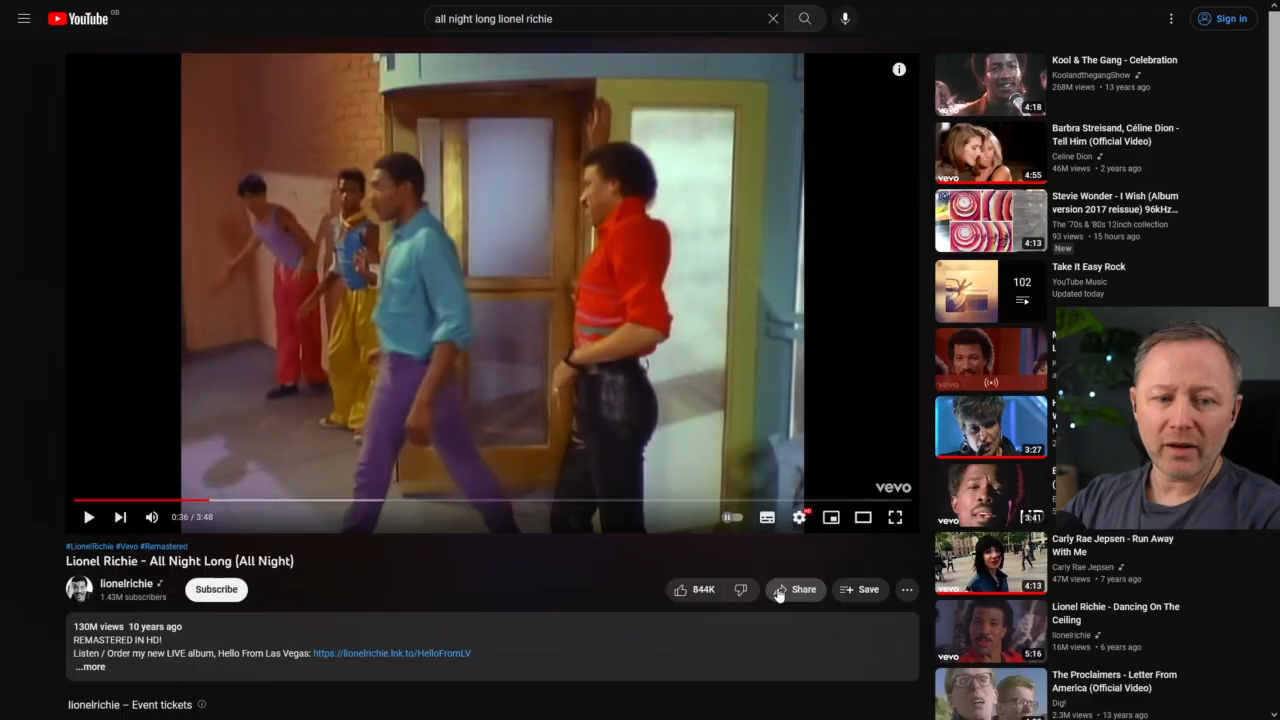 YouTube GB
all night long lionel richie
Sign in
vevo
0:36 / 3:48
HD
#LionelRichie #Vevo #Remastered
Lionel Richie - All Night Long (All Night)
lionelrichie
1.43M subscribers
Subscribe
844K
Share
Save
130M views 10 years ago
REMASTERED IN HD!
Listen / Order my new LIVE album, Hello From Las Vegas: https://lionelrichie.lnk.to/HelloFromLV
...more
lionelrichie – Event tickets
vevo
4:18
Kool & The Gang - Celebration
KoolandthegangShow
268M views • 13 years ago
vevo
4:55
Barbra Streisand, Céline Dion -
Tell Him (Official Video)
Celine Dion
46M views • 2 years ago
4:13
Stevie Wonder - I Wish (Album
version 2017 reissue) 96kHz...
The '70s & '80s 12inch collection
93 views • 15 hours ago
New
102
Take It Easy Rock
YouTube Music
Updated today
vevo
3:27
vevo
3:41
4:13
Carly Rae Jepsen - Run Away
With Me
Carly Rae Jepsen
47M views • 7 years ago
vevo
5:16
Lionel Richie - Dancing On The
Ceiling
lionelrichie
16M views • 6 years ago
The Proclaimers - Letter From
America (Official Video)
Dig!
2.3M views • 13 years ago